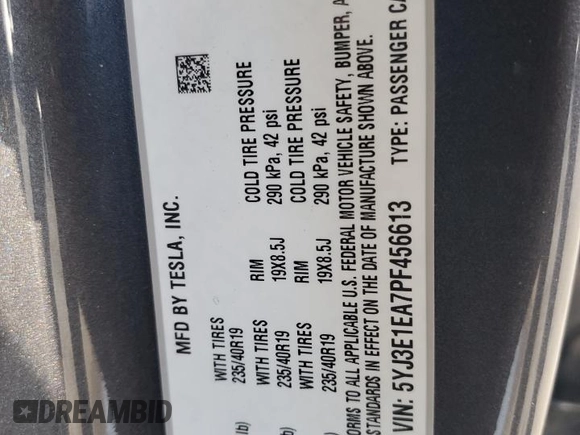 MFD BY TESLA, INC.
WITH TIRES RIM COLD TIRE PRESSURE
235/40R19 19X8.5J 290 kPa, 42 psi
lb)
WITH TIRES RIM COLD TIRE PRESSURE
235/40R19 19X8.5J 290 kPa, 42 psi
b)
WITH TIRES
235/40R19
ORMS TO ALL APPLICABLE U.S. FEDERAL MOTOR VEHICLE SAFETY, BUMPER, A
STANDARDS IN EFFECT ON THE DATE OF MANUFACTURE SHOWN ABOVE.
VIN: 5YJ3E1EA7PF456613 TYPE: PASSENGER CA
DREAMBID